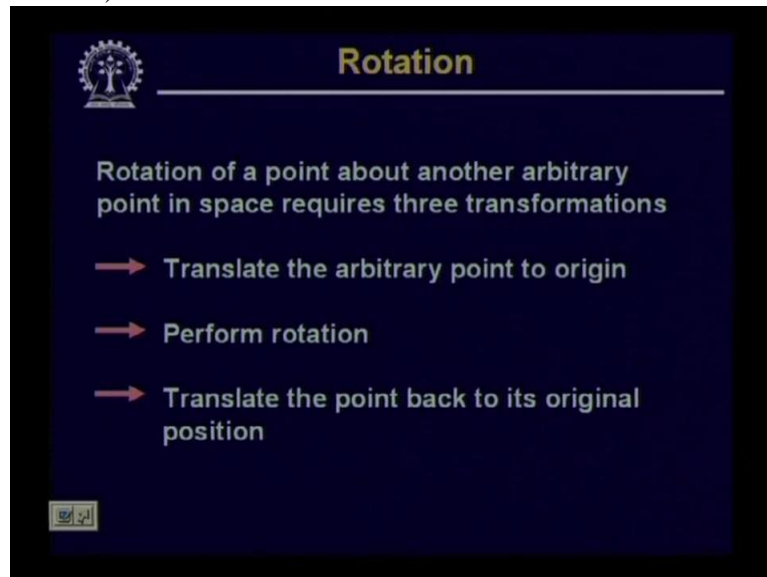 Rotation
Rotation of a point about another arbitrary
point in space requires three transformations
Translate the arbitrary point to origin
Perform rotation
Translate the point back to its original
position